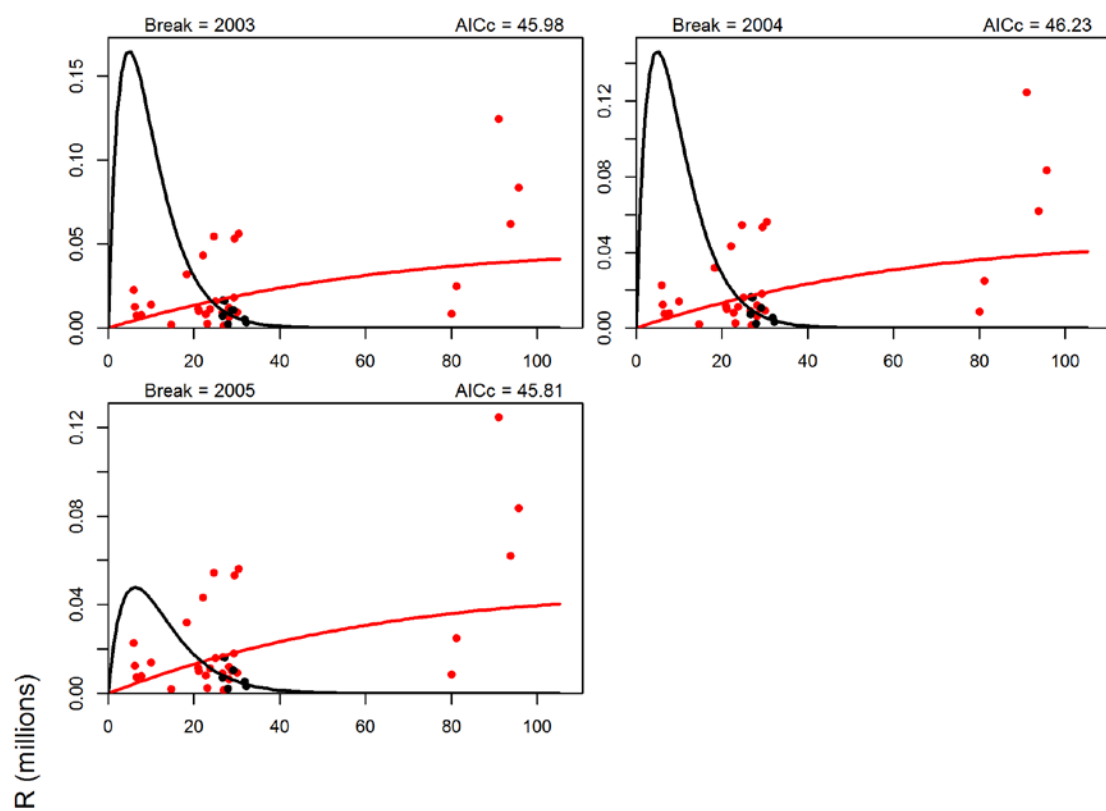 Break = 2003 AICc = 45.98
0.15
0.10
0.05
0.00
0 20 40 60 80 100
Break = 2004 AICc = 46.23
0.12
0.08
0.04
0.00
0 20 40 60 80 100
Break = 2005 AICc = 45.81
0.12
0.08
0.04
0.00
0 20 40 60 80 100
R (millions)